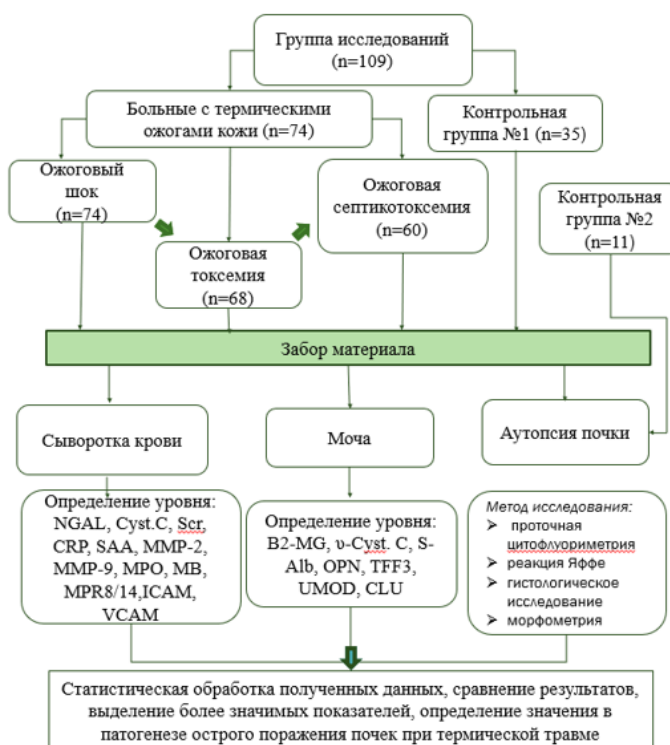 Группа исследований
(n=109)
Больные с термическими
ожогами кожи (n=74)
Контрольная
группа №1 (n=35)
Ожоговый
шок
(n=74)
Ожоговая
септикотоксемия
(n=60)
Контрольная
группа №2
(n=11)
Ожоговая
токсемия
(n=68)
Забор материала
Сыворотка крови
Моча
Аутопсия почки
Определение уровня:
NGAL, Cyst.C, Scr,
CRP, SAA, MMP-2,
MMP-9, MPO, MB,
MPR8/14,ICAM,
VCAM
Определение уровня:
B2-MG, υ-Cyst. C, S-
Alb, OPN, TFF3,
UMOD, CLU
Метод исследования:
➢ проточная
цитофлуориметрия
➢ реакция Яффе
➢ гистологическое
исследование
➢ морфометрия
Статистическая обработка полученных данных, сравнение результатов,
выделение более значимых показателей, определение значения в
патогенезе острого поражения почек при термической травме